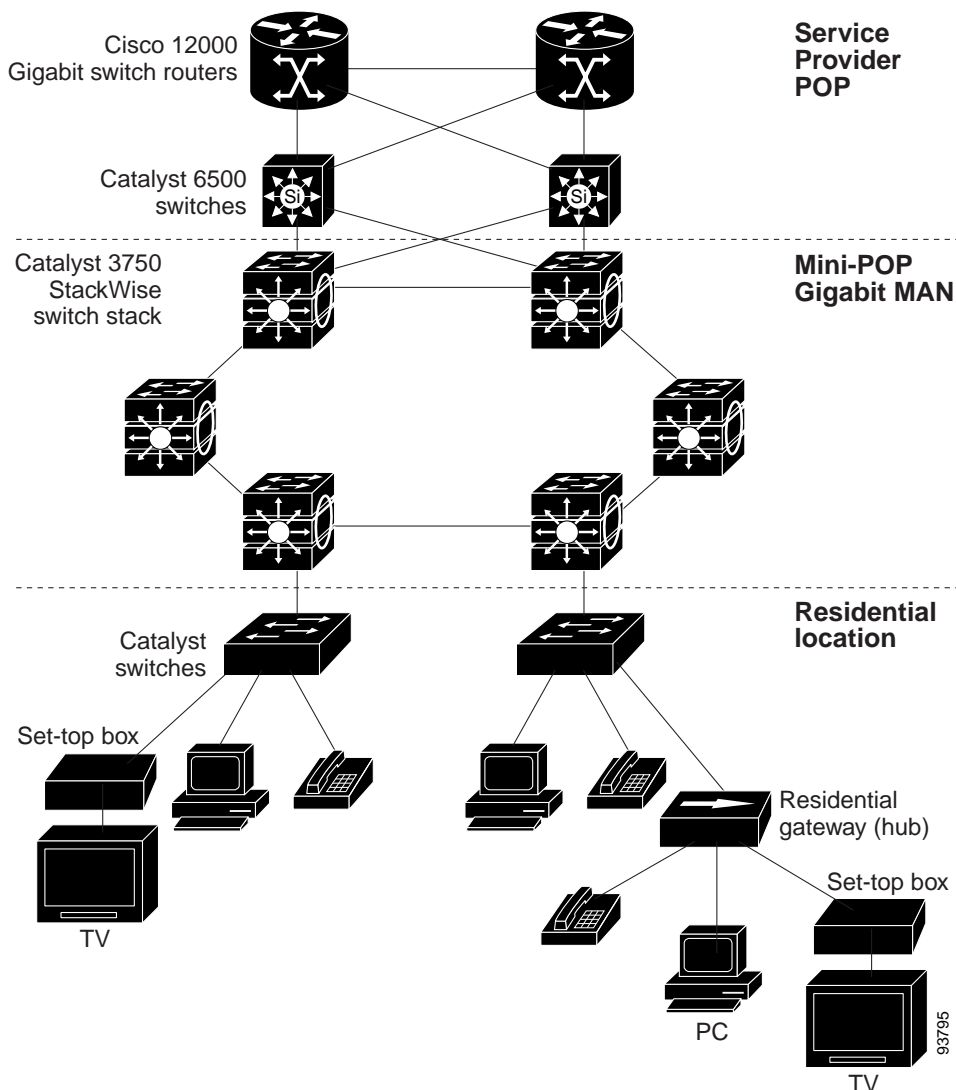 Cisco 12000
Gigabit switch routers
Service
Provider
POP
Catalyst 6500
switches
Si
Si
Catalyst 3750
StackWise
switch stack
Mini-POP
Gigabit MAN
Residential
location
Catalyst
switches
Set-top box
TV
Residential
gateway (hub)
Set-top box
PC
TV
93795